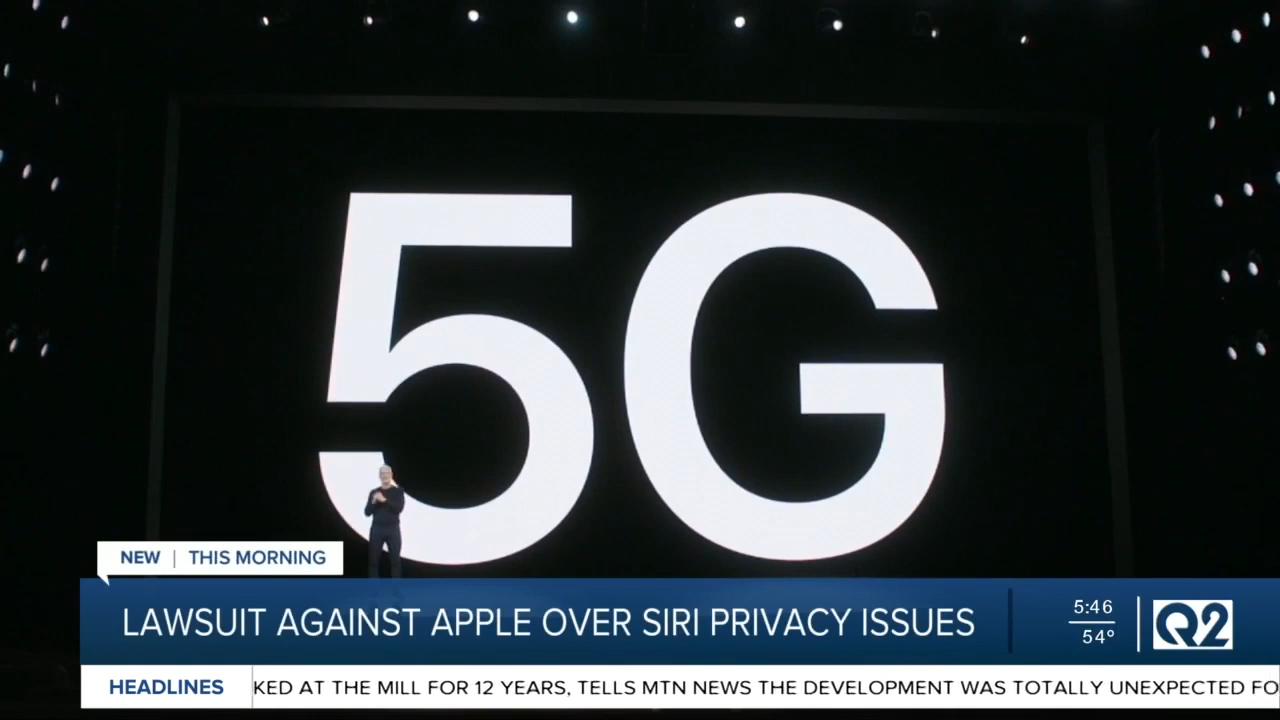 5G
NEW | THIS MORNING
LAWSUIT AGAINST APPLE OVER SIRI PRIVACY ISSUES
5:46
54°
Q2
HEADLINES
KED AT THE MILL FOR 12 YEARS, TELLS MTN NEWS THE DEVELOPMENT WAS TOTALLY UNEXPECTED FO